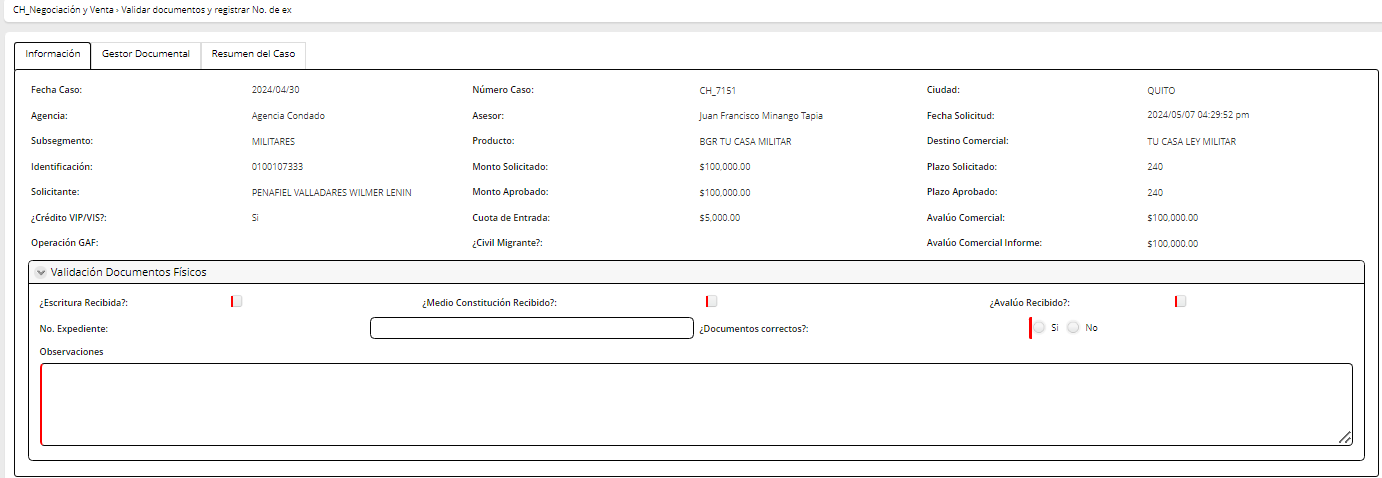 CH_Negociación y Venta › Validar documentos y registrar No. de ex
Información Gestor Documental Resumen del Caso
Fecha Caso: 2024/04/30 Número Caso: CH_7151 Ciudad: QUITO
Agencia: Agencia Condado Asesor: Juan Francisco Minango Tapia Fecha Solicitud: 2024/05/07 04:29:52 pm
Subsegmento: MILITARES Producto: BGR TU CASA MILITAR Destino Comercial: TU CASA LEY MILITAR
Identificación: 0100107333 Monto Solicitado: $100,000.00 Plazo Solicitado: 240
Solicitante: PENAFIEL VALLADARES WILMER LENIN Monto Aprobado: $100,000.00 Plazo Aprobado: 240
¿Crédito VIP/VIS?: Si Cuota de Entrada: $5,000.00 Avalúo Comercial: $100,000.00
Operación GAF: ¿Civil Migrante?: Avalúo Comercial Informe: $100,000.00
Validación Documentos Físicos
¿Escritura Recibida?: ¿Medio Constitución Recibido?: ¿Avalúo Recibido?:
No. Expediente: ¿Documentos correctos?: Si No
Observaciones